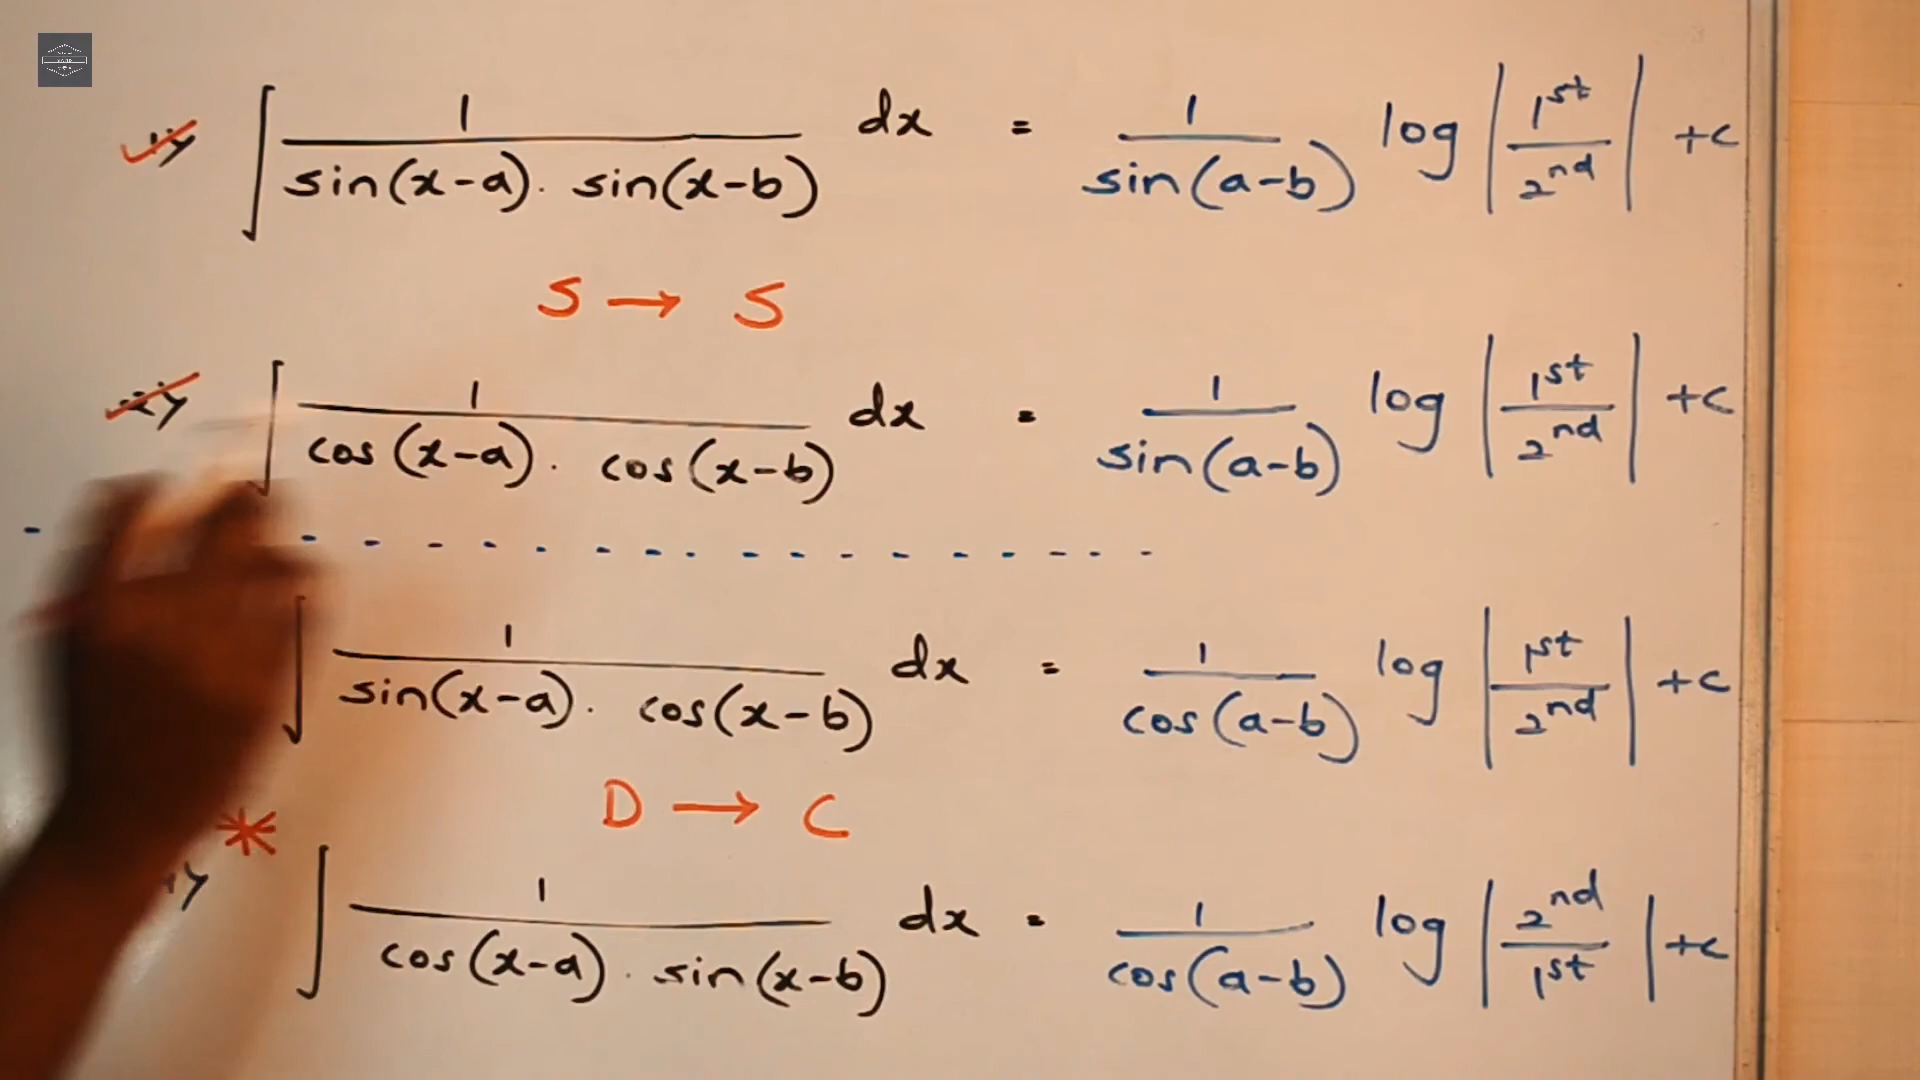 ∫ 1 / sin(x-a). sin(x-b) dx = 1 / sin(a-b) log | 1st / 2nd | +c
S → S
∫ 1 / cos(x-a). cos(x-b) dx = 1 / sin(a-b) log | 1st / 2nd | +c
∫ 1 / sin(x-a). cos(x-b) dx = 1 / cos(a-b) log | 1st / 2nd | +c
D → C
* ∫ 1 / cos(x-a). sin(x-b) dx = 1 / cos(a-b) log | 2nd / 1st | +c